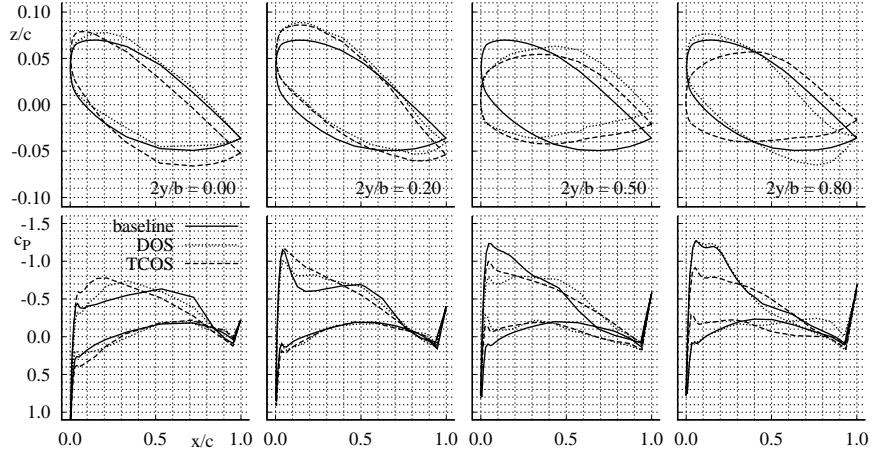 0.10
z/c
0.05
0.00
-0.05
-0.10
2y/b = 0.00
2y/b = 0.20
2y/b = 0.50
2y/b = 0.80
-1.5
cP
-1.0
-0.5
0.0
0.5
1.0
baseline
DOS
TCOS
0.0 0.5 1.0 0.0 0.5 1.0 0.0 0.5 1.0 0.0 0.5 1.0
x/c